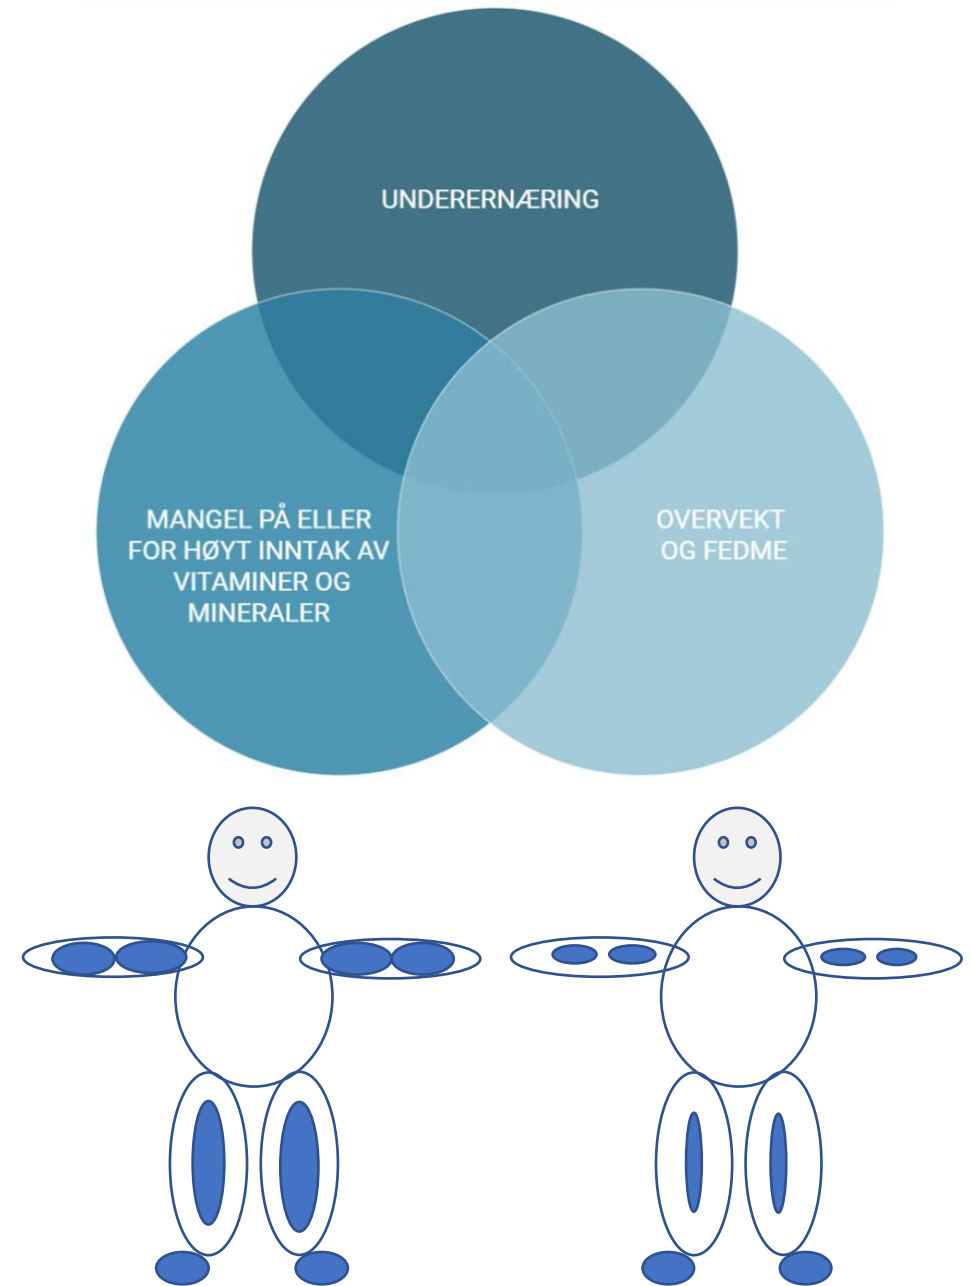 UNDERERNÆRING
MANGEL PÅ ELLER
FOR HØYT INNTAK AV
VITAMINER OG
MINERALER
OVERVEKT
OG FEDME